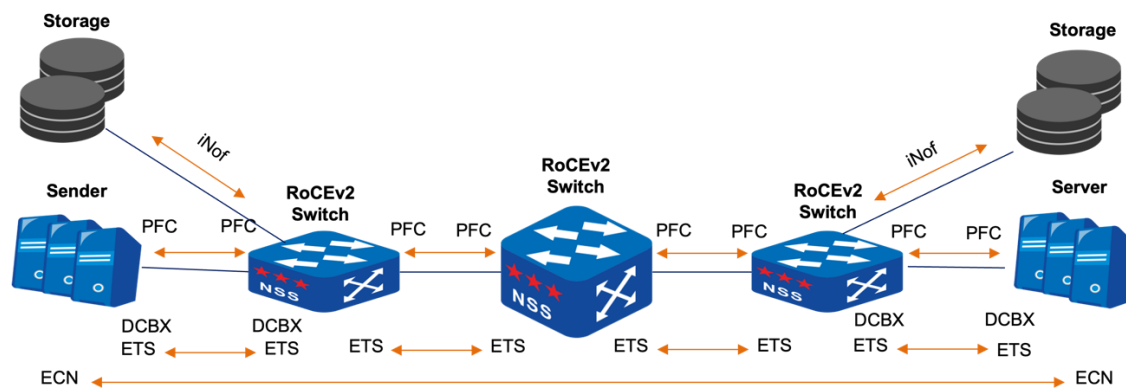 Storage
Storage
iNof
iNof
RoCEv2
Switch
Sender
RoCEv2
Switch
RoCEv2
Switch
Server
PFC PFC PFC PFC PFC PFC PFC PFC
NSS
NSS
NSS
DCBX DCBX DCBX DCBX
ETS ETS ETS ETS ETS ETS ETS ETS
ECN ECN